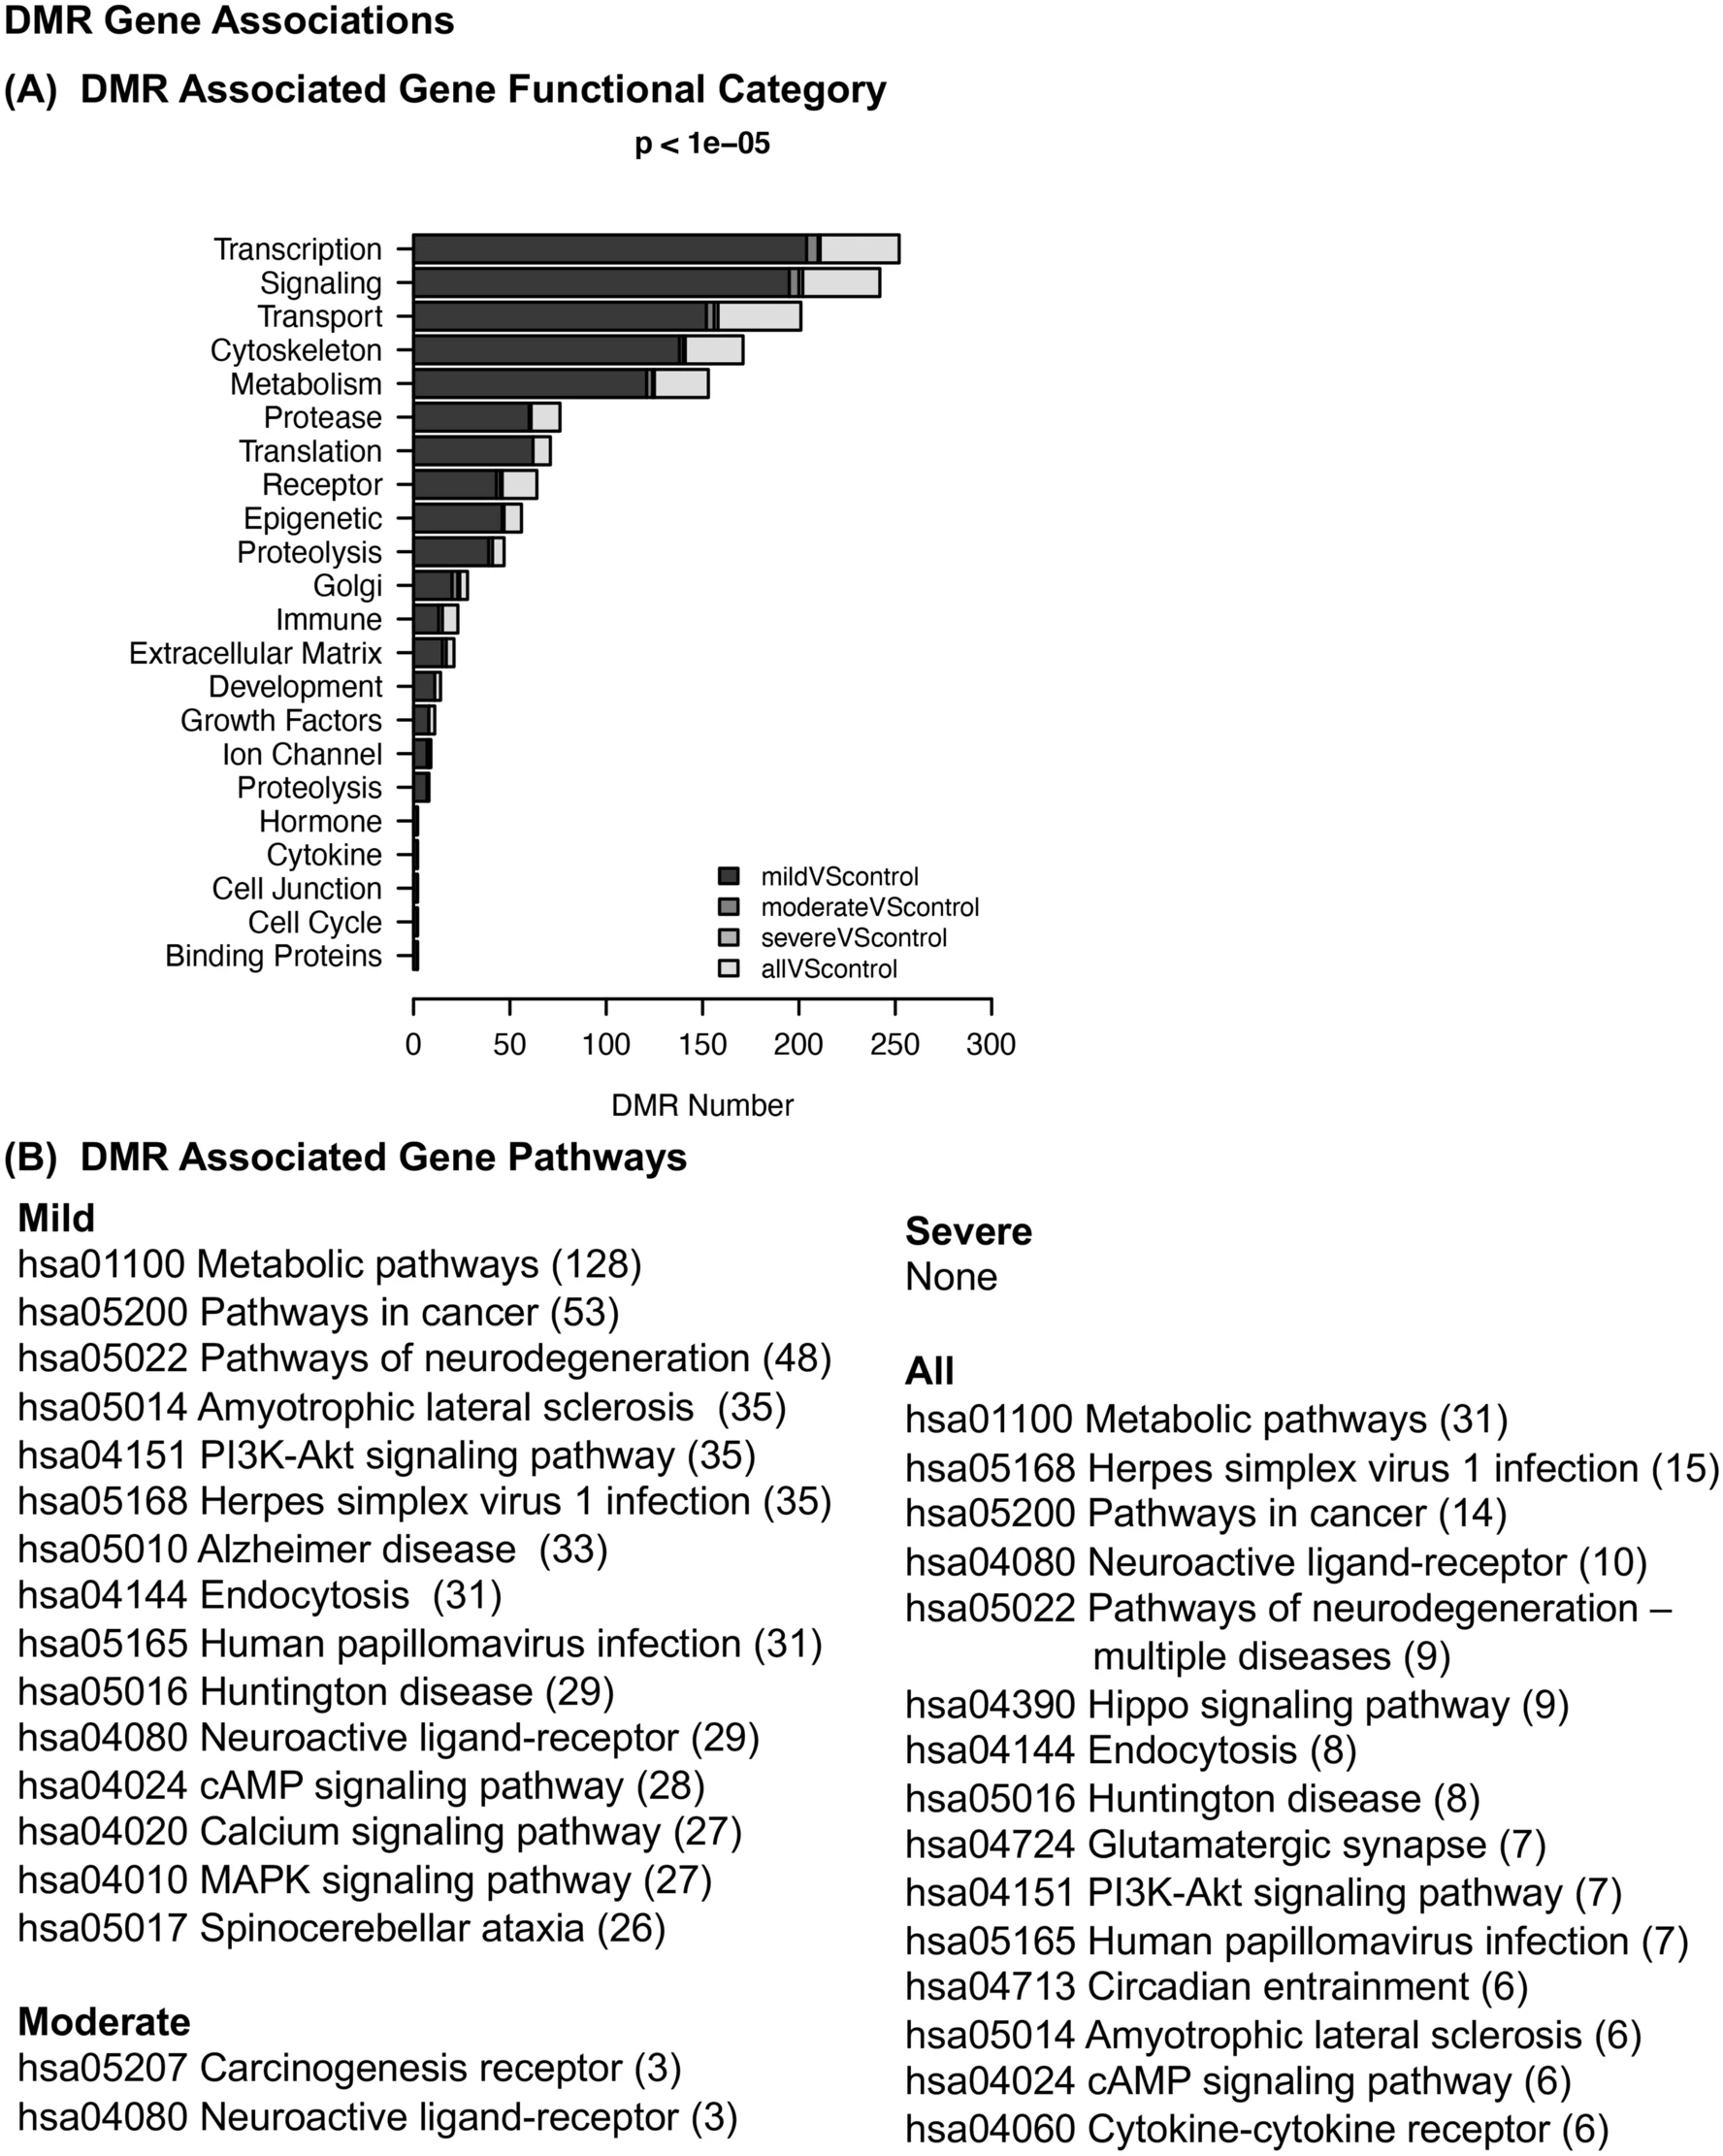 DMR Gene Associations
(A) DMR Associated Gene Functional Category
p < 1e−05
Transcription
Signaling
Transport
Cytoskeleton
Metabolism
Protease
Translation
Receptor
Epigenetic
Proteolysis
Golgi
Immune
Extracellular Matrix
Development
Growth Factors
Ion Channel
Proteolysis
Hormone
Cytokine
Cell Junction
Cell Cycle
Binding Proteins
mildVScontrol
moderateVScontrol
severeVScontrol
allVScontrol
0 50 100 150 200 250 300
DMR Number
(B) DMR Associated Gene Pathways
Mild
hsa01100 Metabolic pathways (128)
hsa05200 Pathways in cancer (53)
hsa05022 Pathways of neurodegeneration (48)
hsa05014 Amyotrophic lateral sclerosis (35)
hsa04151 PI3K-Akt signaling pathway (35)
hsa05168 Herpes simplex virus 1 infection (35)
hsa05010 Alzheimer disease (33)
hsa04144 Endocytosis (31)
hsa05165 Human papillomavirus infection (31)
hsa05016 Huntington disease (29)
hsa04080 Neuroactive ligand-receptor (29)
hsa04024 cAMP signaling pathway (28)
hsa04020 Calcium signaling pathway (27)
hsa04010 MAPK signaling pathway (27)
hsa05017 Spinocerebellar ataxia (26)
Moderate
hsa05207 Carcinogenesis receptor (3)
hsa04080 Neuroactive ligand-receptor (3)
Severe
None
All
hsa01100 Metabolic pathways (31)
hsa05168 Herpes simplex virus 1 infection (15)
hsa05200 Pathways in cancer (14)
hsa04080 Neuroactive ligand-receptor (10)
hsa05022 Pathways of neurodegeneration –
multiple diseases (9)
hsa04390 Hippo signaling pathway (9)
hsa04144 Endocytosis (8)
hsa05016 Huntington disease (8)
hsa04724 Glutamatergic synapse (7)
hsa04151 PI3K-Akt signaling pathway (7)
hsa05165 Human papillomavirus infection (7)
hsa04713 Circadian entrainment (6)
hsa05014 Amyotrophic lateral sclerosis (6)
hsa04024 cAMP signaling pathway (6)
hsa04060 Cytokine-cytokine receptor (6)